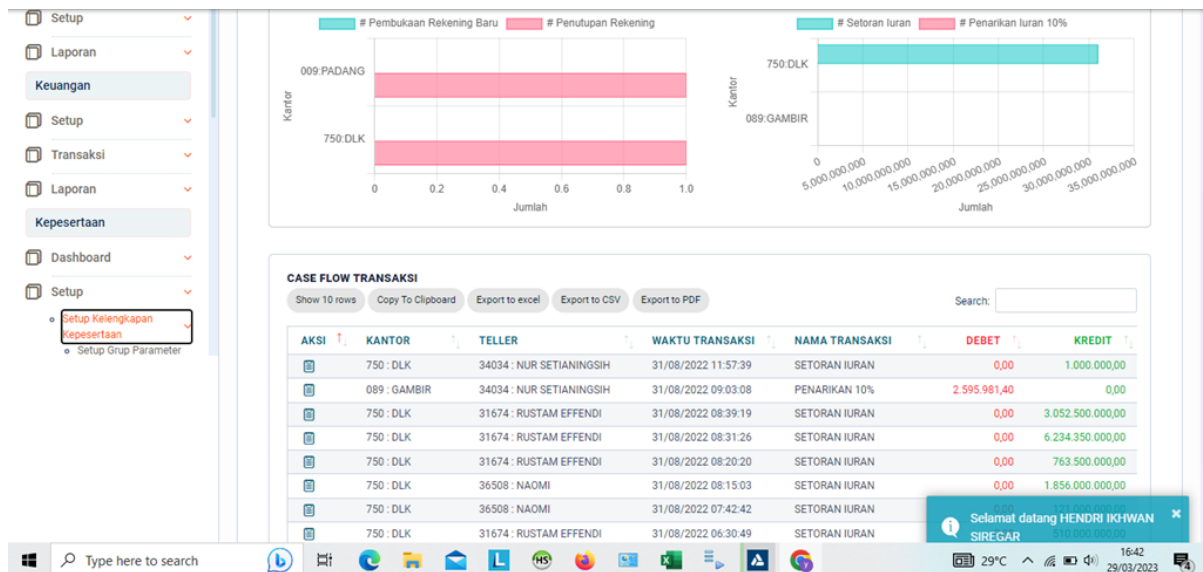 Setup
Laporan
Keuangan
Setup
Transaksi
Laporan
Kepesertaan
Dashboard
Setup
Setup Kelengkapan
Kepesertaan
Setup Grup Parameter
# Pembukaan Rekening Baru # Penutupan Rekening
Kantor
009:PADANG
750:DLK
0 0.2 0.4 0.6 0.8 1.0
Jumlah
# Setoran Iuran # Penarikan Iuran 10%
Kantor
750:DLK
089:GAMBIR
0 5.000.000.000 10.000.000.000 15.000.000.000 20.000.000.000 25.000.000.000 30.000.000.000 35.000.000.000
Jumlah
CASE FLOW TRANSAKSI
Show 10 rows Copy To Clipboard Export to excel Export to CSV Export to PDF Search:
AKSI KANTOR TELLER WAKTU TRANSAKSI NAMA TRANSAKSI DEBET KREDIT
750 : DLK 34034 : NUR SETIANINGSIH 31/08/2022 11:57:39 SETORAN IURAN 0,00 1.000.000,00
089 : GAMBIR 34034 : NUR SETIANINGSIH 31/08/2022 09:03:08 PENARIKAN 10% 2.595.981,40 0,00
750 : DLK 31674 : RUSTAM EFFENDI 31/08/2022 08:39:19 SETORAN IURAN 0,00 3.052.500.000,00
750 : DLK 31674 : RUSTAM EFFENDI 31/08/2022 08:31:26 SETORAN IURAN 0,00 6.234.350.000,00
750 : DLK 31674 : RUSTAM EFFENDI 31/08/2022 08:20:20 SETORAN IURAN 0,00 763.500.000,00
750 : DLK 36508 : NAOMI 31/08/2022 08:15:03 SETORAN IURAN 0,00 1.856.000.000,00
750 : DLK 36508 : NAOMI 31/08/2022 07:42:42 SETORAN IURAN
750 : DLK 31674 : RUSTAM EFFENDI 31/08/2022 06:30:49 SETORAN IURAN
Selamat datang HENDRI IKHWAN
SIREGAR
Type here to search
L
HS
29°C
16:42
29/03/2023
4